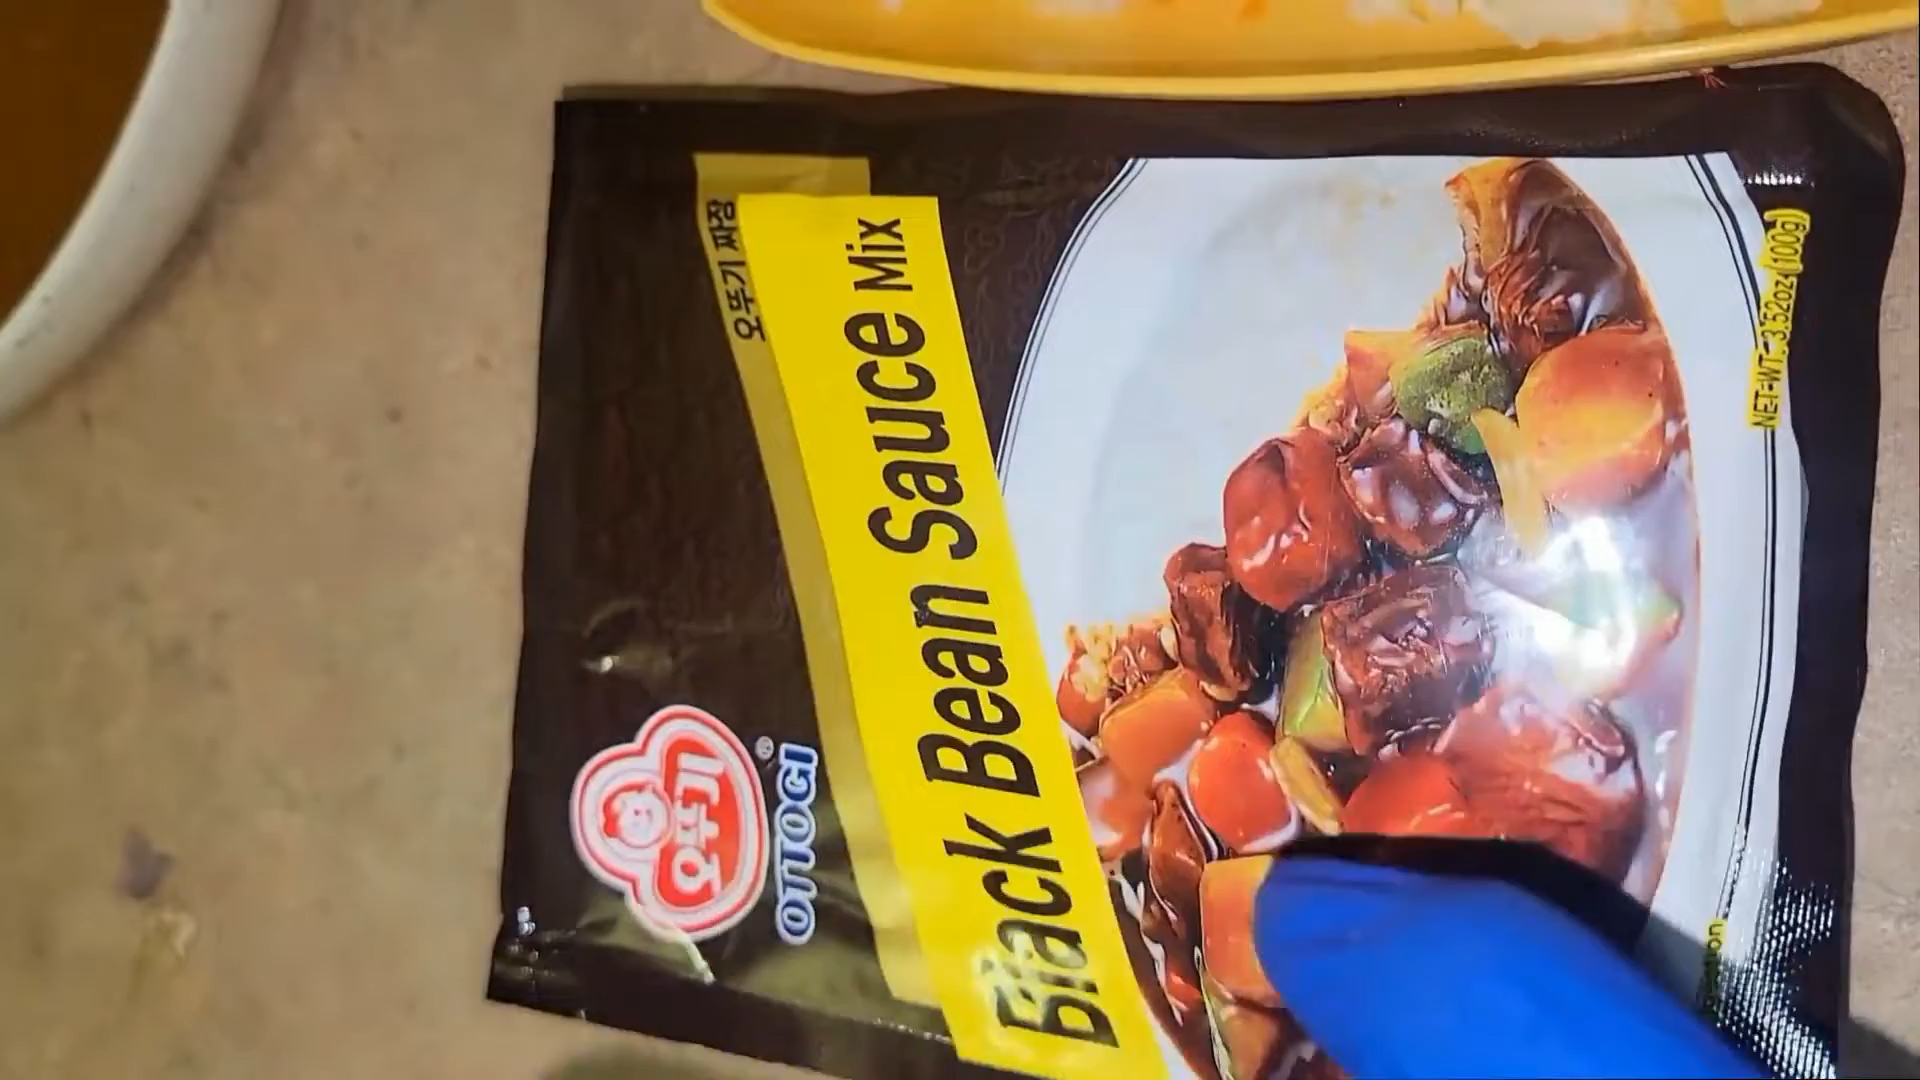 오뚜기
®
OTTOGI
오뚜기 짜장
Black Bean Sauce Mix
NET WT. 3.52oz (100g)